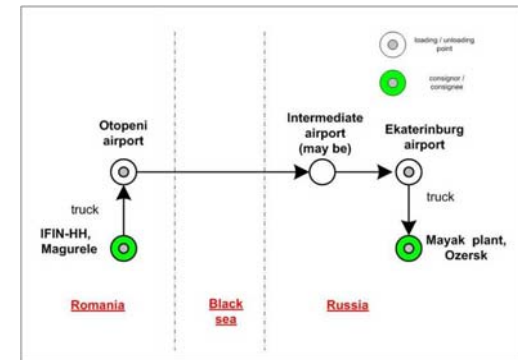 loading / unloading
point
consignor /
consignee
Otopeni
airport
Intermediate
airport
(may be)
Ekaterinburg
airport
truck
truck
IFIN-HH,
Magurele
Mayak plant,
Ozersk
Romania
Black
sea
Russia